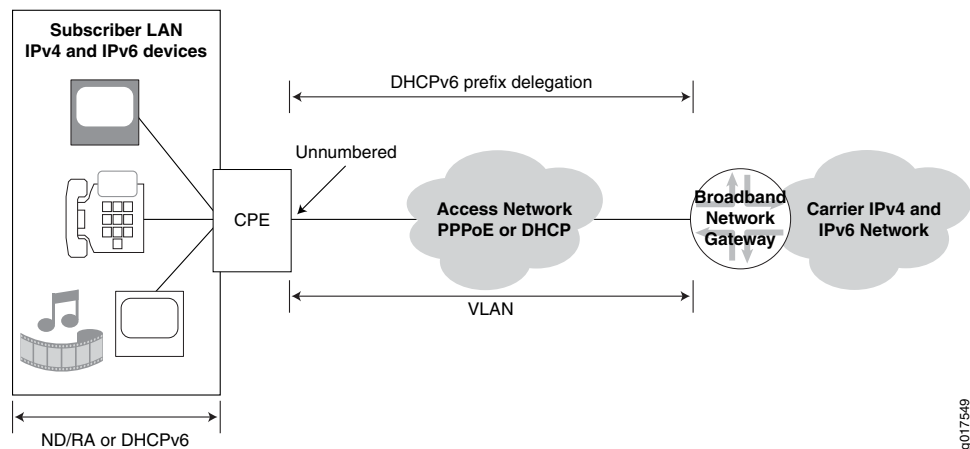 Subscriber LAN
IPv4 and IPv6 devices
DHCPv6 prefix delegation
Unnumbered
CPE
Access Network
PPPoE or DHCP
Broadband
Network
Gateway
Carrier IPv4 and
IPv6 Network
VLAN
ND/RA or DHCPv6
g017549